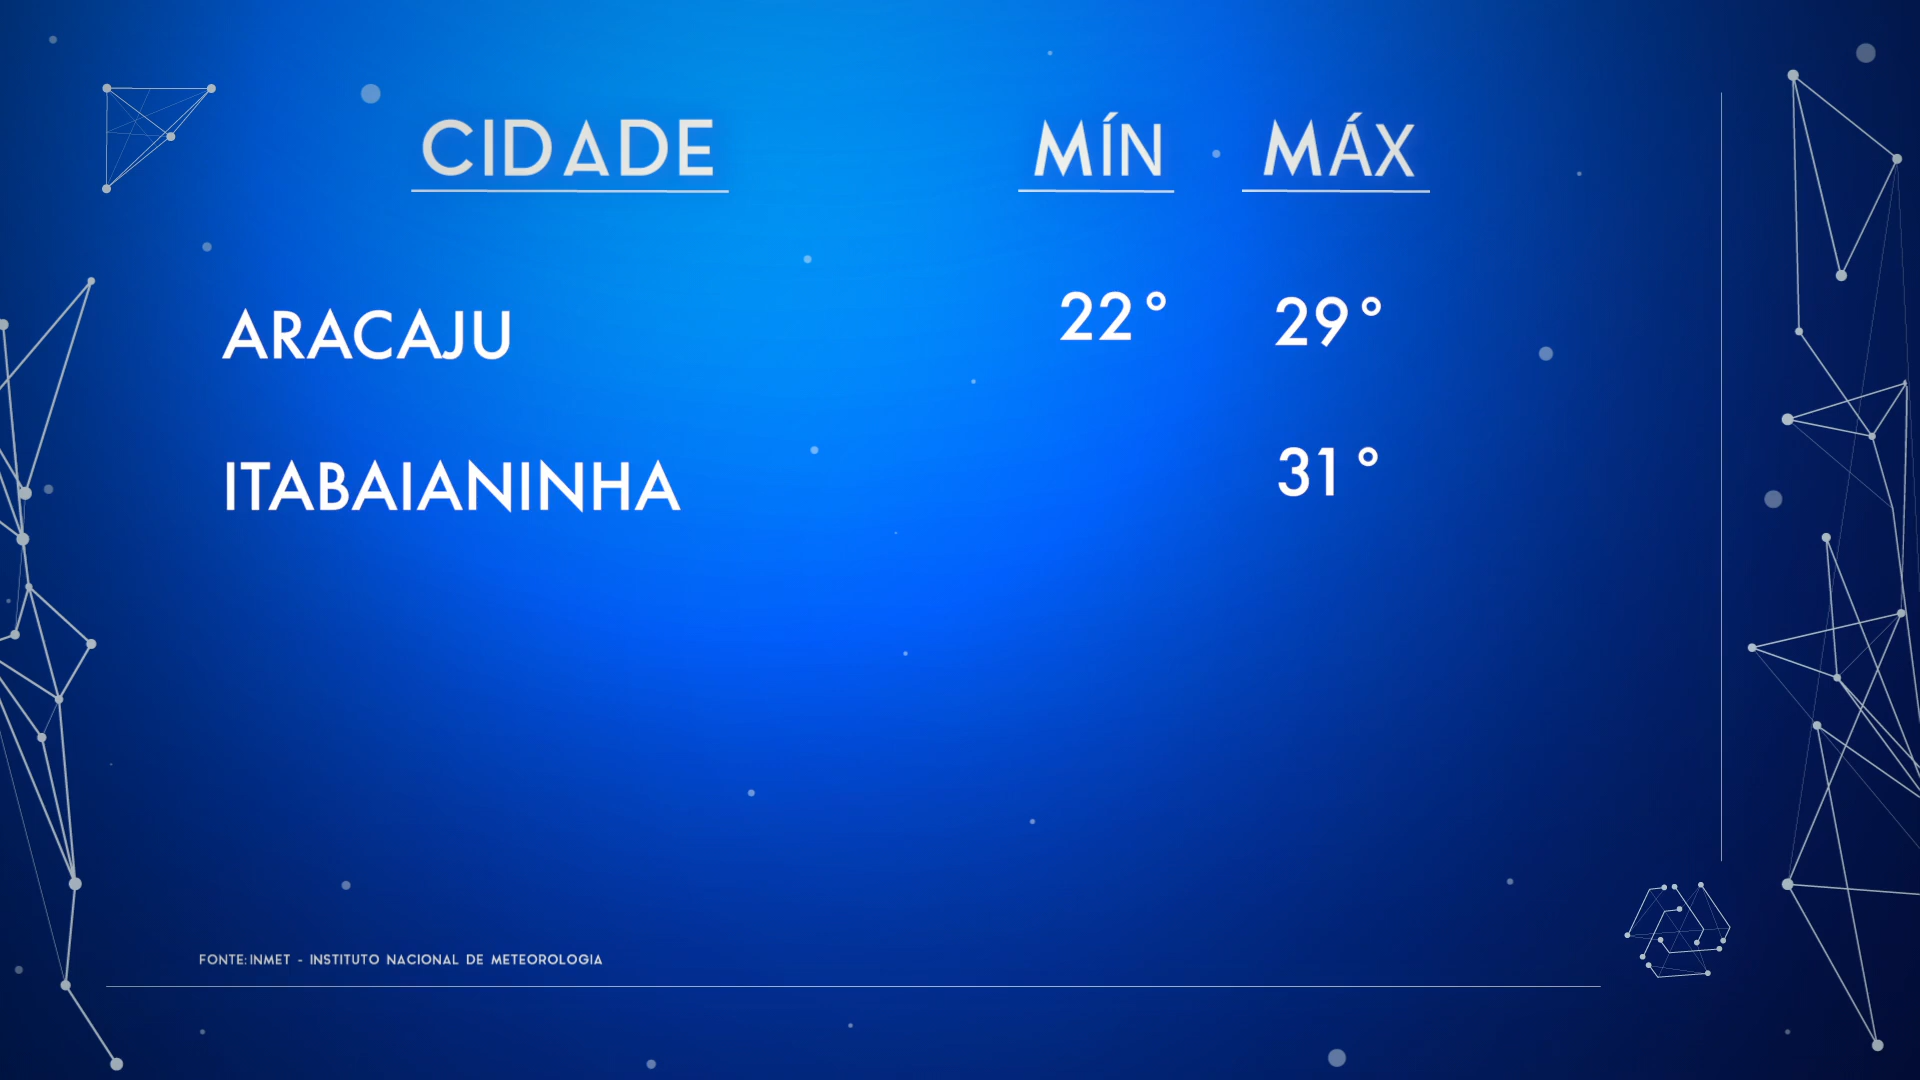 CIDADE MÍN MÁX
ARACAJU 22° 29°
ITABAIANINHA 31°
FONTE: INMET - INSTITUTO NACIONAL DE METEOROLOGIA